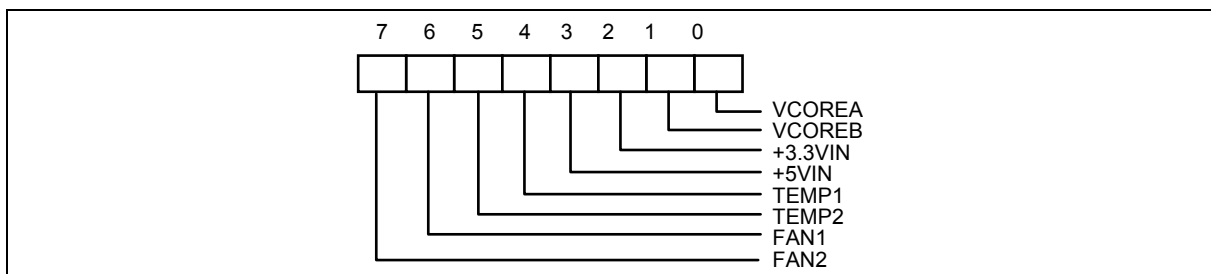 7 6 5 4 3 2 1 0
VCOREA
VCOREB
+3.3VIN
+5VIN
TEMP1
TEMP2
FAN1
FAN2